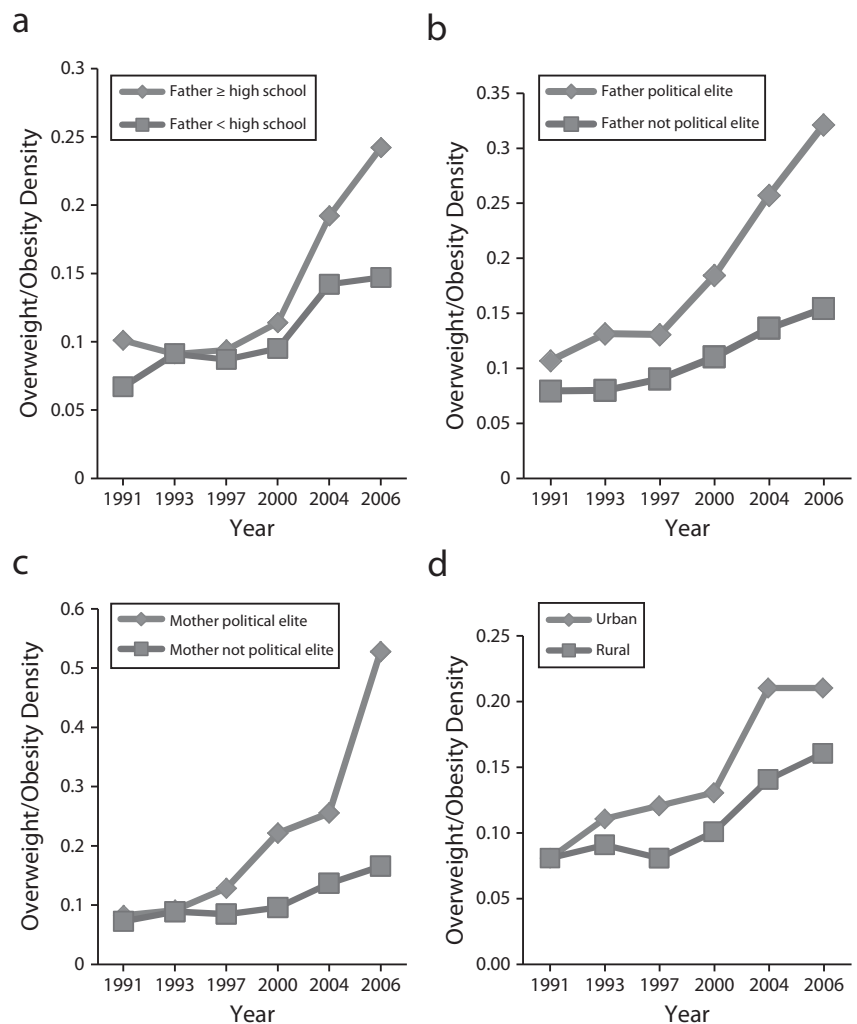 a
0.3
0.25
0.2
0.15
0.1
0.05
0
Overweight/Obesity Density
Father ≥ high school
Father < high school
1991 1993 1997 2000 2004 2006
Year
b
0.35
0.3
0.25
0.2
0.15
0.1
0.05
0
Overweight/Obesity Density
Father political elite
Father not political elite
1991 1993 1997 2000 2004 2006
Year
c
0.6
0.5
0.4
0.3
0.2
0.1
0
Overweight/Obesity Density
Mother political elite
Mother not political elite
1991 1993 1997 2000 2004 2006
Year
d
0.25
0.20
0.15
0.10
0.05
0.00
Overweight/Obesity Density
Urban
Rural
1991 1993 1997 2000 2004 2006
Year